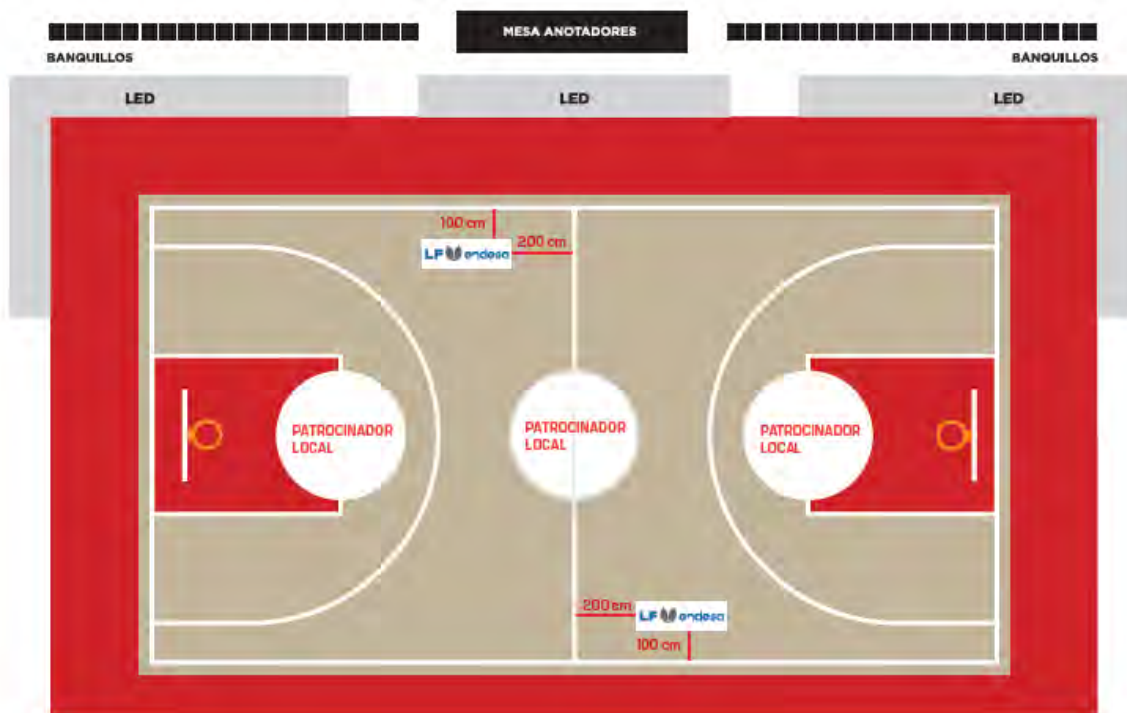 MESA ANOTADORES
BANQUILLOS
BANQUILLOS
LED
LED
LED
100 cm
LF endesa
200 cm
PATROCINADOR
LOCAL
PATROCINADOR
LOCAL
PATROCINADOR
LOCAL
200 cm
LF endesa
100 cm